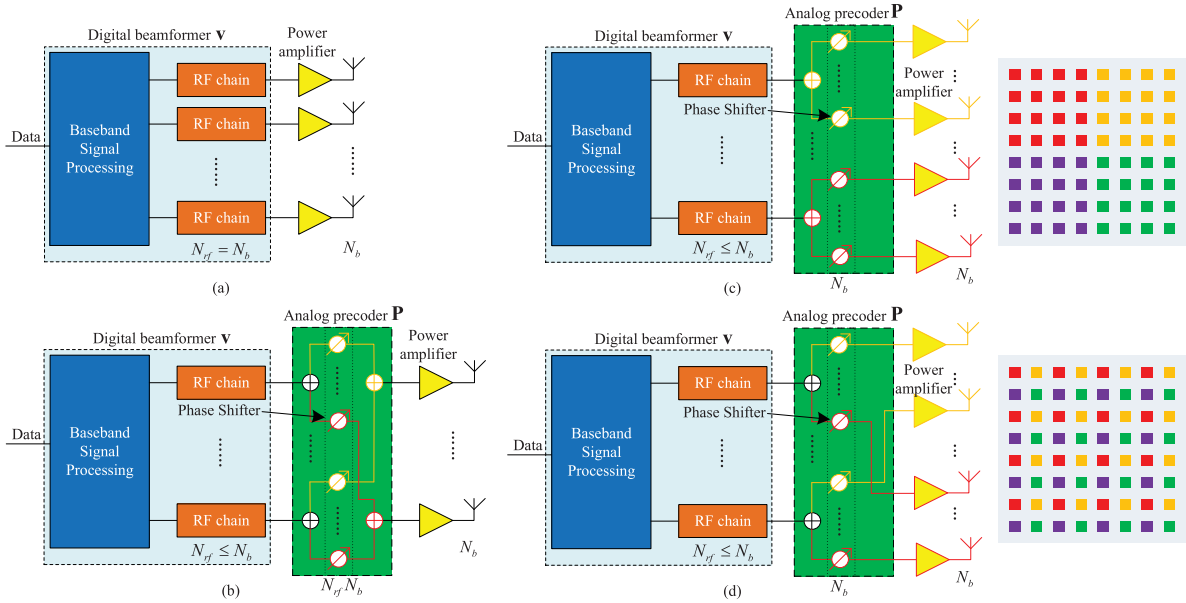 Digital beamformer v
Power
amplifier
Data
Baseband
Signal
Processing
RF chain
RF chain
RF chain
N_rf = N_b
N_b
(a)
Digital beamformer v
Analog precoder P
Power
amplifier
Data
Baseband
Signal
Processing
RF chain
Phase Shifter
RF chain
N_rf ≤ N_b
N_rf N_b
N_b
(b)
Digital beamformer v
Analog precoder P
Data
Baseband
Signal
Processing
RF chain
Power
amplifier
Phase Shifter
RF chain
N_rf ≤ N_b
N_b
N_b
(c)
Digital beamformer v
Analog precoder P
Data
Baseband
Signal
Processing
RF chain
Power
amplifier
Phase Shifter
RF chain
N_rf ≤ N_b
N_b
N_b
(d)